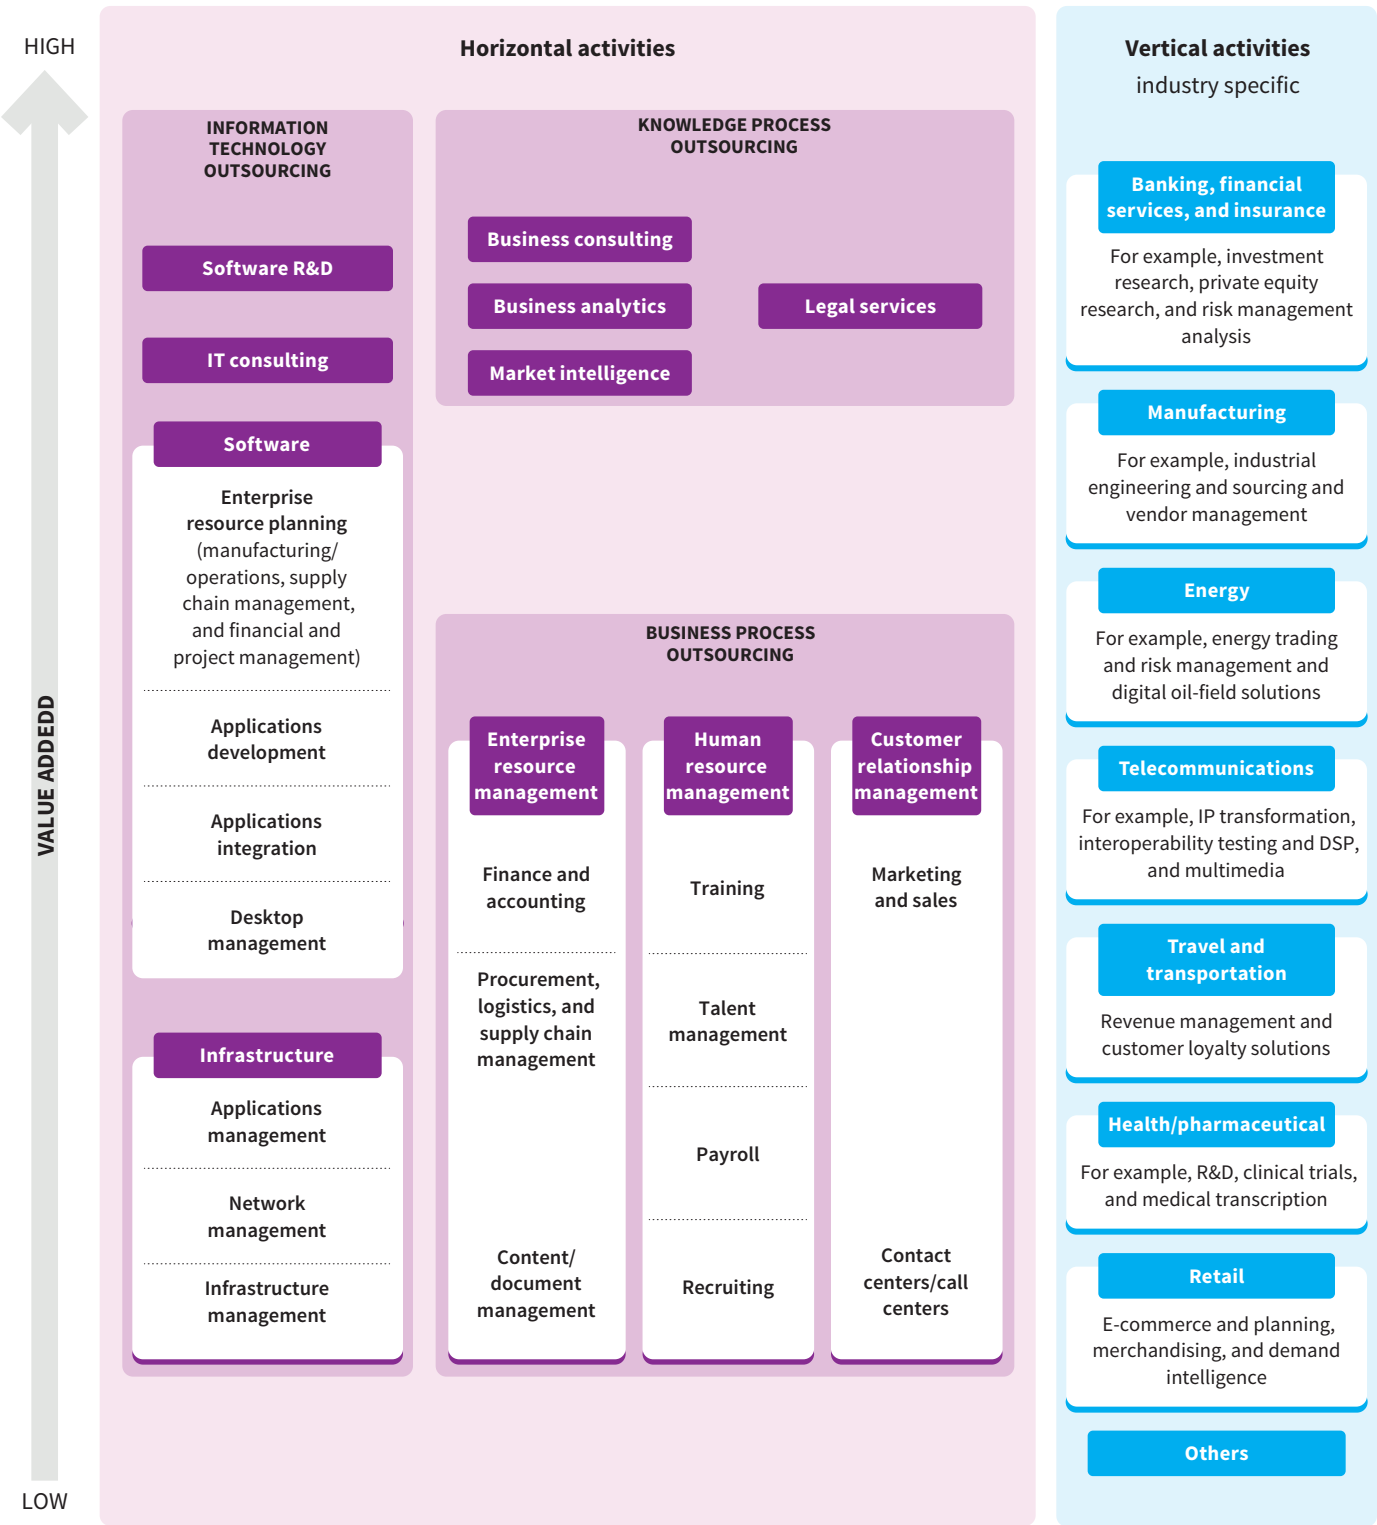 HIGH
VALUE ADDEDD
LOW
Horizontal activities
INFORMATION
TECHNOLOGY
OUTSOURCING
Software R&D
IT consulting
Software
Enterprise
resource planning
(manufacturing/
operations, supply
chain management,
and financial and
project management)
Applications
development
Applications
integration
Desktop
management
Infrastructure
Applications
management
Network
management
Infrastructure
management
KNOWLEDGE PROCESS
OUTSOURCING
Business consulting
Business analytics
Market intelligence
Legal services
BUSINESS PROCESS
OUTSOURCING
Enterprise
resource
management
Finance and
accounting
Procurement,
logistics, and
supply chain
management
Content/
document
management
Human
resource
management
Training
Talent
management
Payroll
Recruiting
Customer
relationship
management
Marketing
and sales
Contact
centers/call
centers
Vertical activities
industry specific
Banking, financial
services, and insurance
For example, investment
research, private equity
research, and risk management
analysis
Manufacturing
For example, industrial
engineering and sourcing and
vendor management
Energy
For example, energy trading
and risk management and
digital oil-field solutions
Telecommunications
For example, IP transformation,
interoperability testing and DSP,
and multimedia
Travel and
transportation
Revenue management and
customer loyalty solutions
Health/pharmaceutical
For example, R&D, clinical trials,
and medical transcription
Retail
E-commerce and planning,
merchandising, and demand
intelligence
Others